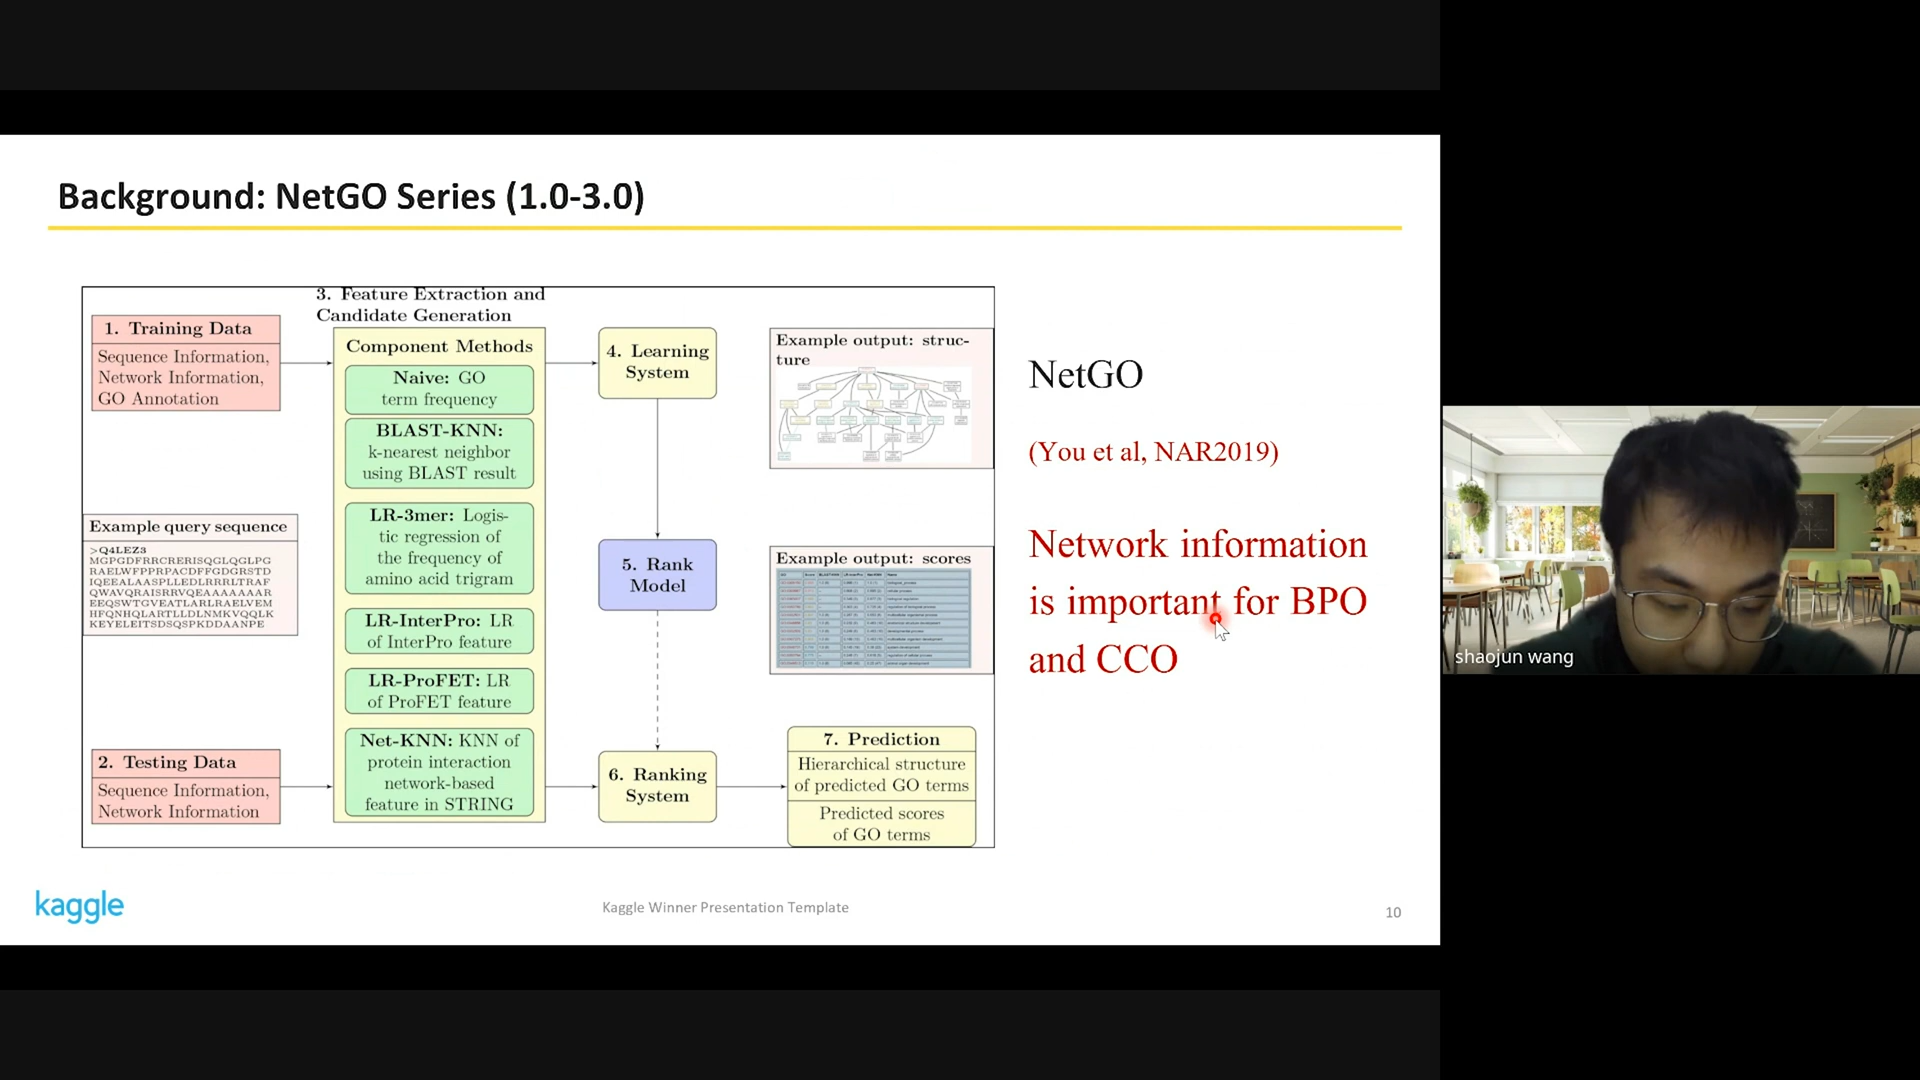 Background: NetGO Series (1.0-3.0)
3. Feature Extraction and
Candidate Generation
1. Training Data
Sequence Information,
Network Information,
GO Annotation
Component Methods
Naive: GO
term frequency
BLAST-KNN:
k-nearest neighbor
using BLAST result
LR-3mer: Logis-
tic regression of
the frequency of
amino acid trigram
LR-InterPro: LR
of InterPro feature
LR-ProFET: LR
of ProFET feature
Net-KNN: KNN of
protein interaction
network-based
feature in STRING
Example query sequence
>Q4LEZ3
MGPGDFRRCRERISQGLQGLPG
RAELWFPPRPACDFFGDGRSTD
IQEEALAASPLLEDLRRRLTRAF
QWAVQRAISRRVQEAAAAAAAR
EEQSWTGVEATLARLRAELVEM
HFQNHQLARTLLDLNMKVQQLK
KEYELEITSDSQSPKDDAANPE
2. Testing Data
Sequence Information,
Network Information
4. Learning
System
5. Rank
Model
6. Ranking
System
Example output: struc-
ture
Example output: scores
7. Prediction
Hierarchical structure
of predicted GO terms
Predicted scores
of GO terms
NetGO
(You et al, NAR2019)
Network information
is important for BPO
and CCO
shaojun wang
kaggle
Kaggle Winner Presentation Template
10